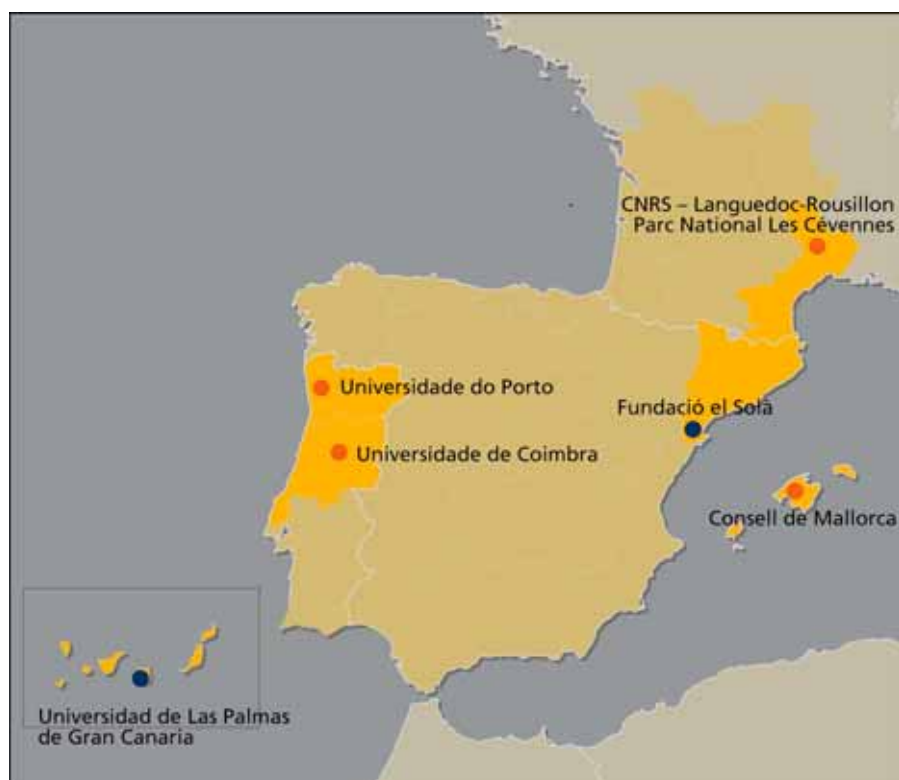 CNRS – Languedoc-Rousillon
Parc National Les Cévennes
Universidade do Porto
Fundació el Solà
Universidade de Coimbra
Consell de Mallorca
Universidad de Las Palmas
de Gran Canaria